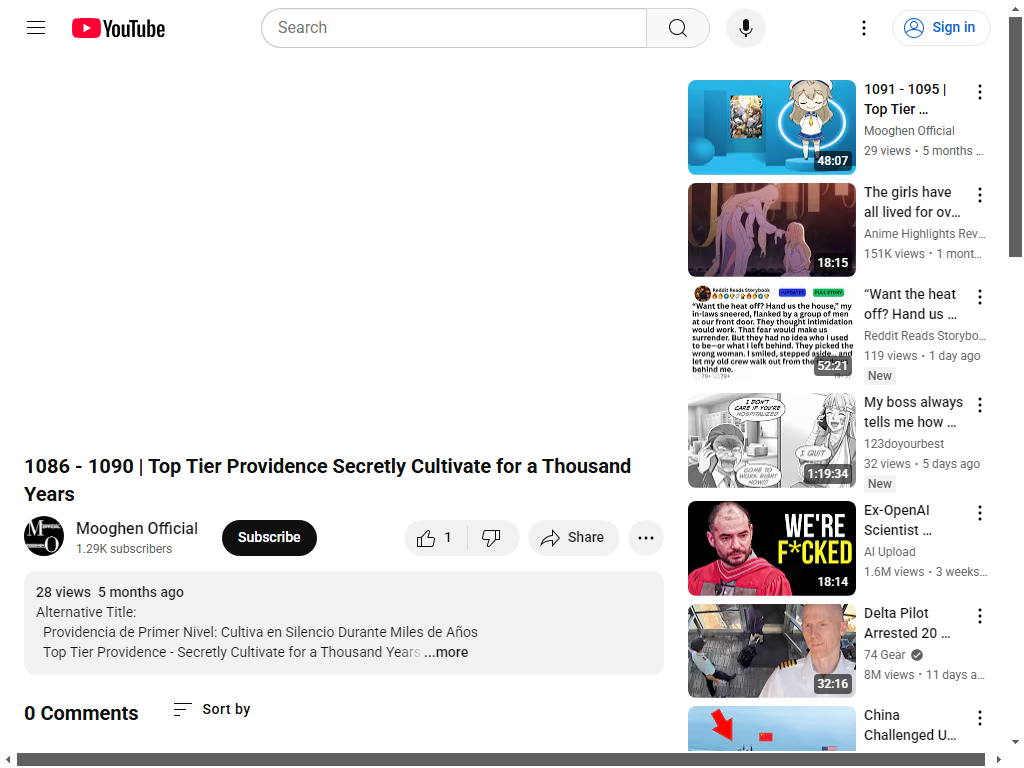 YouTube
Search
Sign in
1086 - 1090 | Top Tier Providence Secretly Cultivate for a Thousand
Years
Mooghen Official
1.29K subscribers
Subscribe
1
Share
28 views 5 months ago
Alternative Title:
Providencia de Primer Nivel: Cultiva en Silencio Durante Miles de Años
Top Tier Providence - Secretly Cultivate for a Thousand Years ...more
0 Comments
Sort by
48:07
1091 - 1095 |
Top Tier ...
Mooghen Official
29 views • 5 months ...
18:15
The girls have
all lived for ov...
Anime Highlights Rev...
151K views • 1 mont...
Reddit Reads Storybook
UPDATES
FULL STORY
"Want the heat off? Hand us the house," my
in-laws sneered, flanked by a group of men
at our front door. They thought intimidation
would work. That fear would make us
surrender. But they had no idea who I used
to be—or what I left behind. They picked the
wrong woman. I smiled, stepped aside... and
let my old crew walk out from the
behind me.
52:21
“Want the heat
off? Hand us ...
Reddit Reads Storybo...
119 views • 1 day ago
New
I DON'T
CARE IF YOU'RE
HOSPITALIZED
I QUIT
COME TO
WORK RIGHT
NOW!!!
1:19:34
My boss always
tells me how ...
123doyourbest
32 views • 5 days ago
New
WE'RE
F*CKED
18:14
Ex-OpenAI
Scientist ...
AI Upload
1.6M views • 3 weeks...
32:16
Delta Pilot
Arrested 20 ...
74 Gear
8M views • 11 days a...
China
Challenged U...